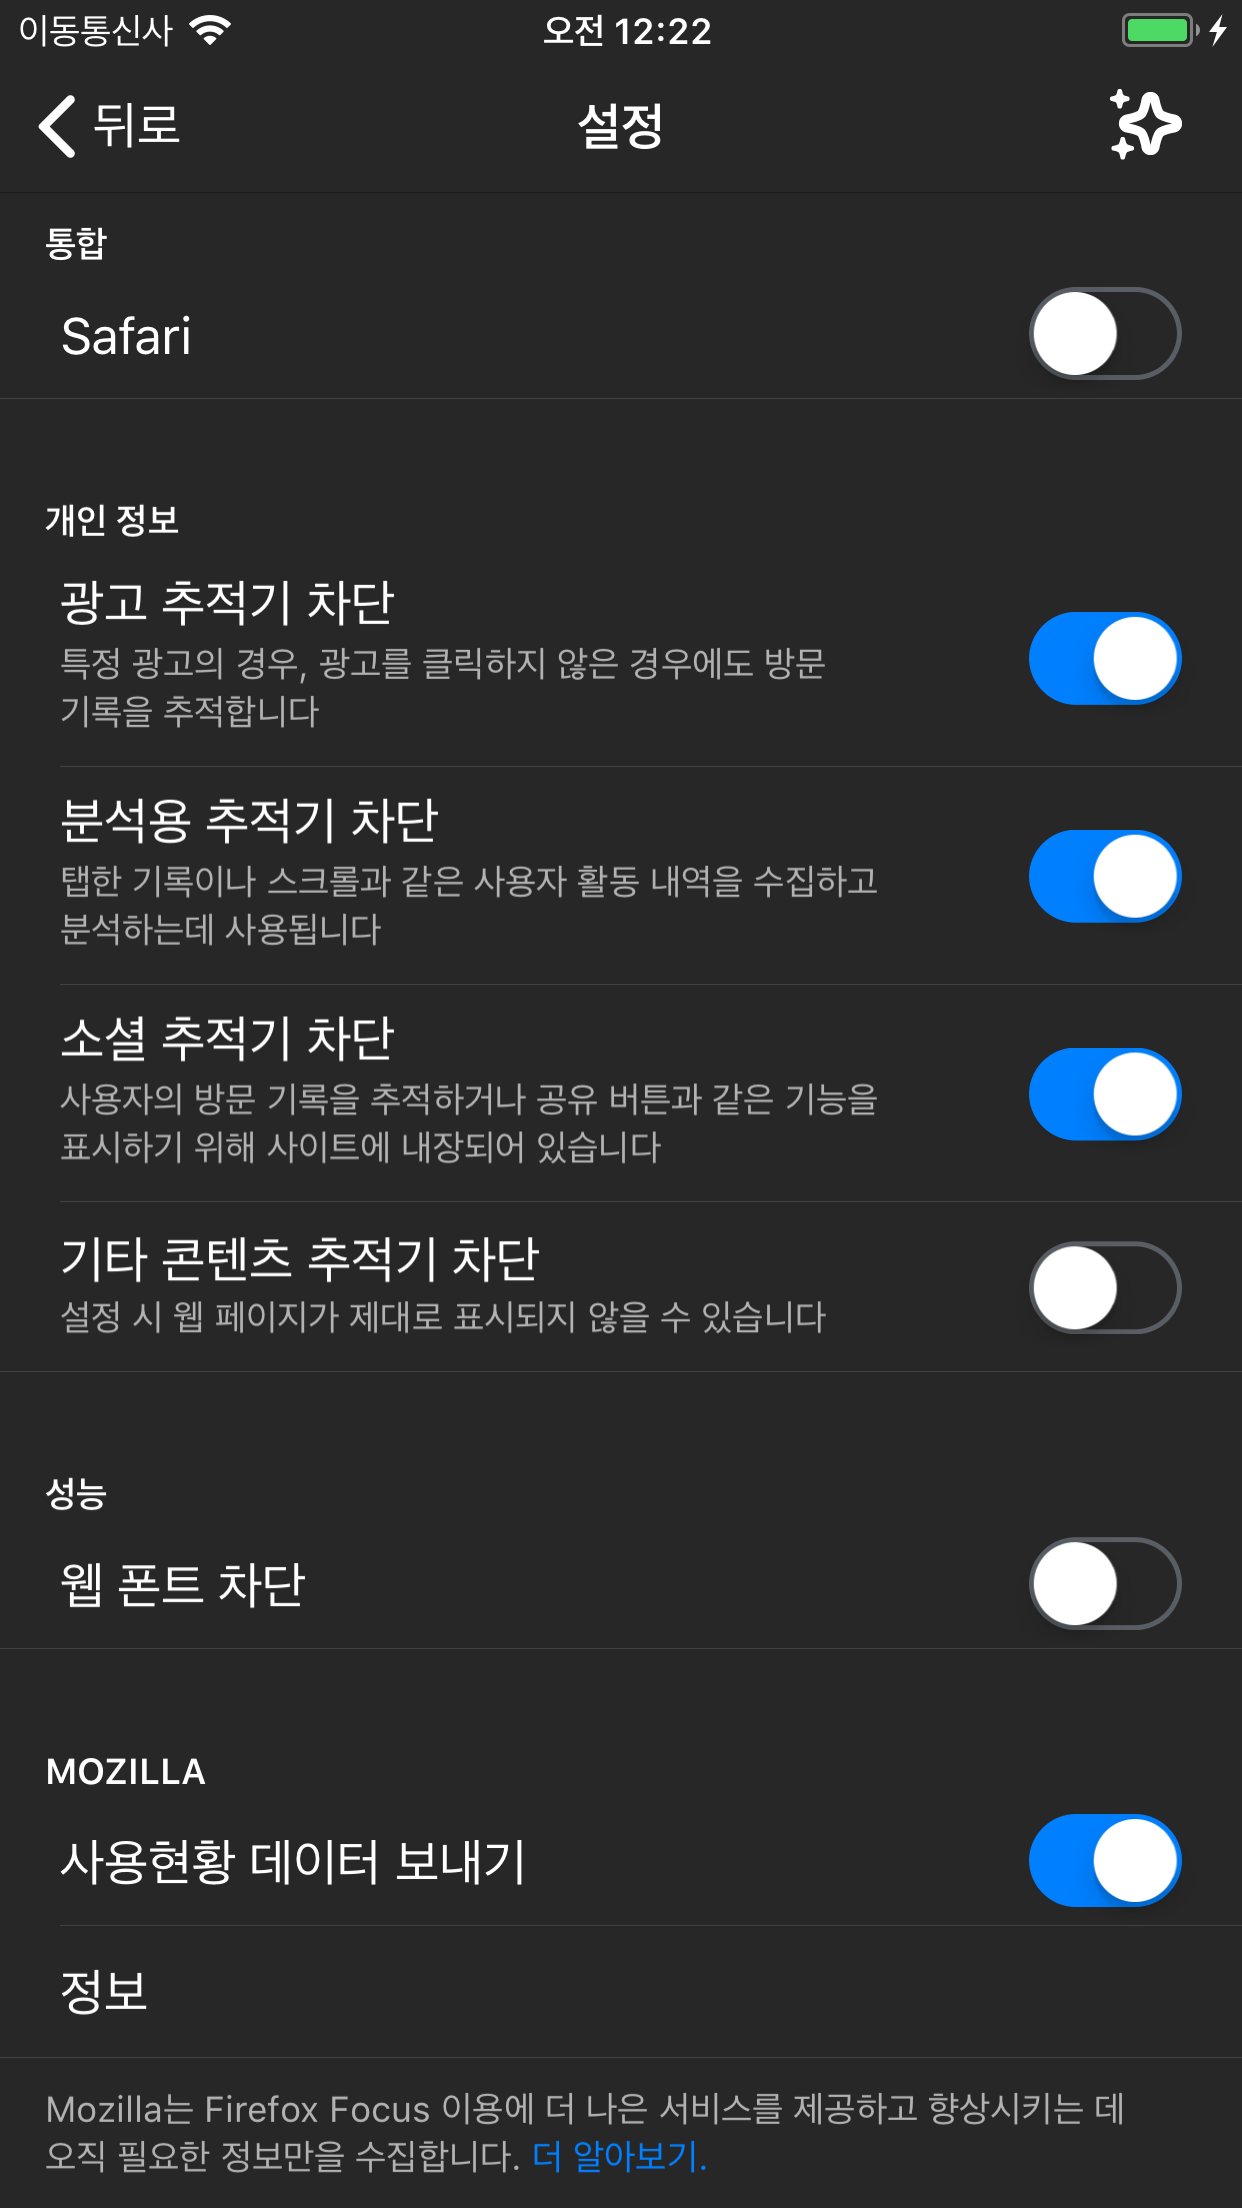 이동통신사
오전 12:22
뒤로
설정
통합
Safari
개인 정보
광고 추적기 차단
특정 광고의 경우, 광고를 클릭하지 않은 경우에도 방문
기록을 추적합니다
분석용 추적기 차단
탭한 기록이나 스크롤과 같은 사용자 활동 내역을 수집하고
분석하는데 사용됩니다
소셜 추적기 차단
사용자의 방문 기록을 추적하거나 공유 버튼과 같은 기능을
표시하기 위해 사이트에 내장되어 있습니다
기타 콘텐츠 추적기 차단
설정 시 웹 페이지가 제대로 표시되지 않을 수 있습니다
성능
웹 폰트 차단
MOZILLA
사용현황 데이터 보내기
정보
Mozilla는 Firefox Focus 이용에 더 나은 서비스를 제공하고 향상시키는 데
오직 필요한 정보만을 수집합니다. 더 알아보기.